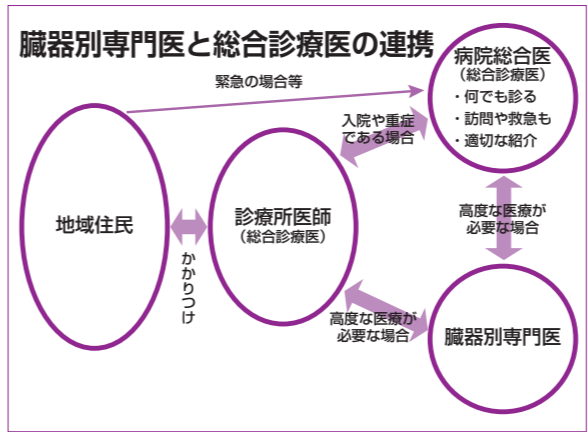 臓器別専門医と総合診療医の連携
緊急の場合等
病院総合医
（総合診療医）
・何でも診る
・訪問や救急も
・適切な紹介
入院や重症
である場合
地域住民
かかりつけ
診療所医師
（総合診療医）
高度な医療が
必要な場合
高度な医療が
必要な場合
臓器別専門医